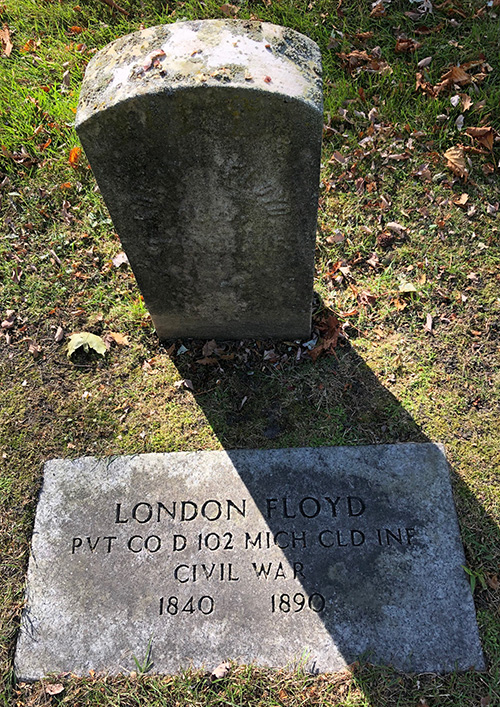 LONDON FLOYD
PVT CO D 102 MICH CLD INF
CIVIL WAR
1840 1890